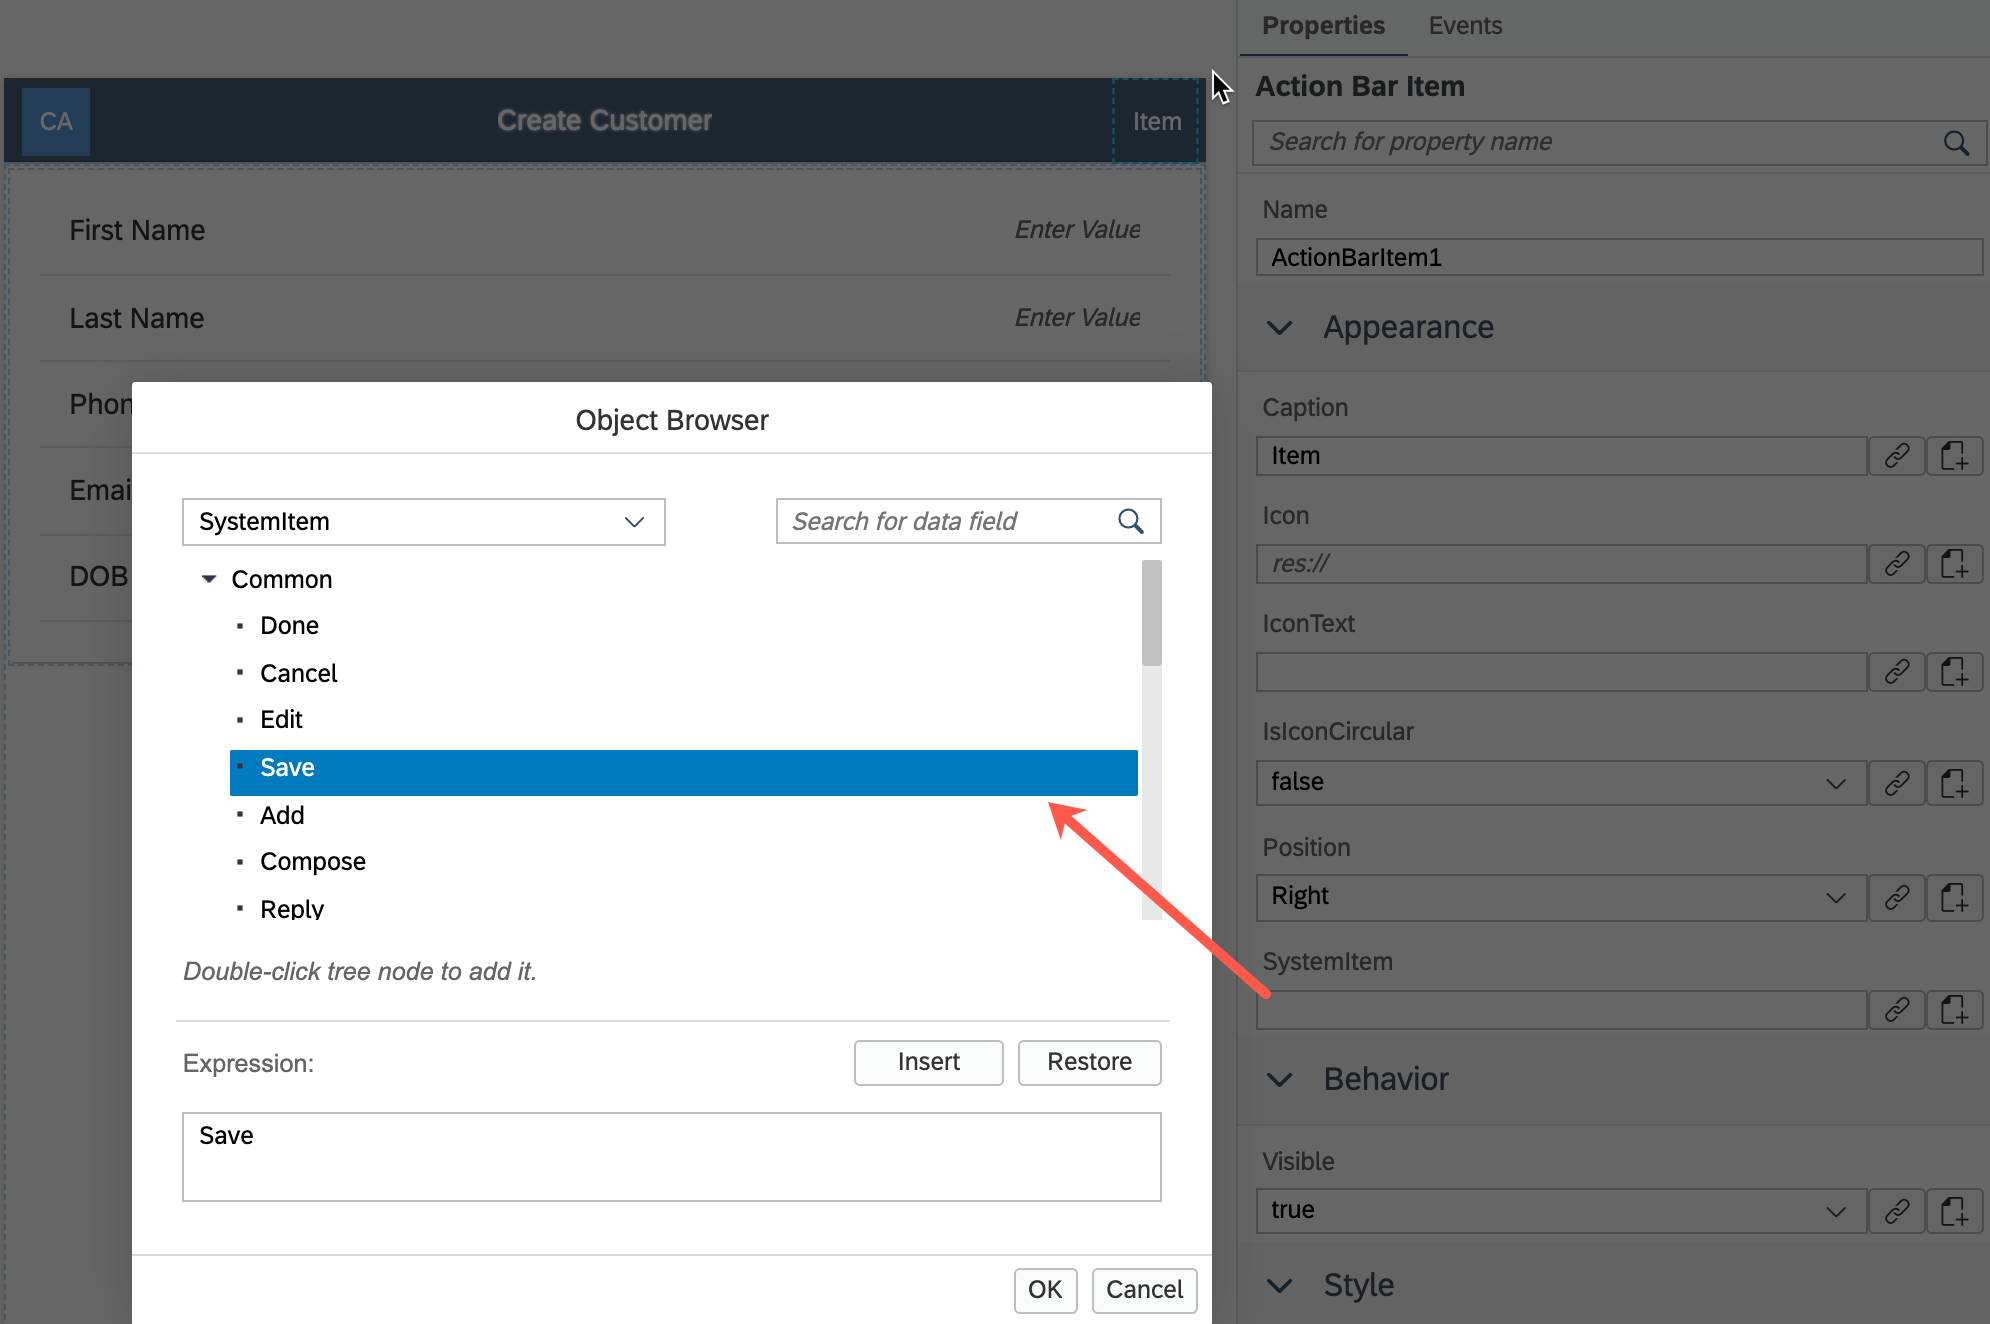 CA
Create Customer
Item
First Name
Enter Value
Last Name
Enter Value
Phon
Emai
DOB
Object Browser
SystemItem
Search for data field
Common
Done
Cancel
Edit
Save
Add
Compose
Reply
Double-click tree node to add it.
Expression:
Insert
Restore
Save
OK
Cancel
Properties
Events
Action Bar Item
Search for property name
Name
ActionBarItem1
Appearance
Caption
Item
Icon
res://
IconText
IsIconCircular
false
Position
Right
SystemItem
Behavior
Visible
true
Style